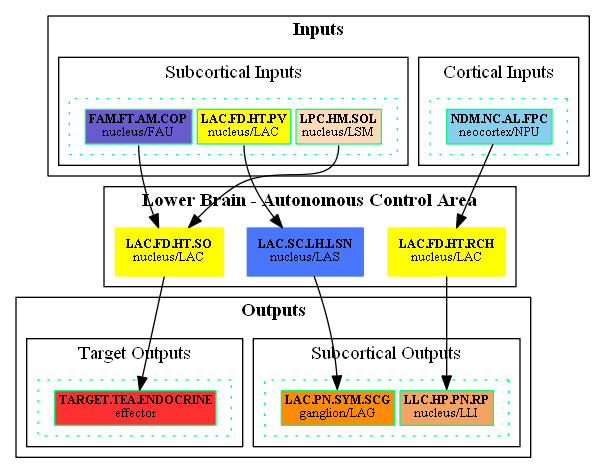 Inputs
Subcortical Inputs
Cortical Inputs
FAM.FT.AM.COP
nucleus/FAU
LAC.FD.HT.PV
nucleus/LAC
LPC.HM.SOL
nucleus/LSM
NDM.NC.AL.FPC
neocortex/NPU
Lower Brain - Autonomous Control Area
LAC.FD.HT.SO
nucleus/LAC
LAC.SC.LH.LSN
nucleus/LAS
LAC.FD.HT.RCH
nucleus/LAC
Outputs
Target Outputs
Subcortical Outputs
TARGET.TEA.ENDOCRINE
effector
LAC.PN.SYM.SCG
ganglion/LAG
LLC.HP.PN.RP
nucleus/LLI